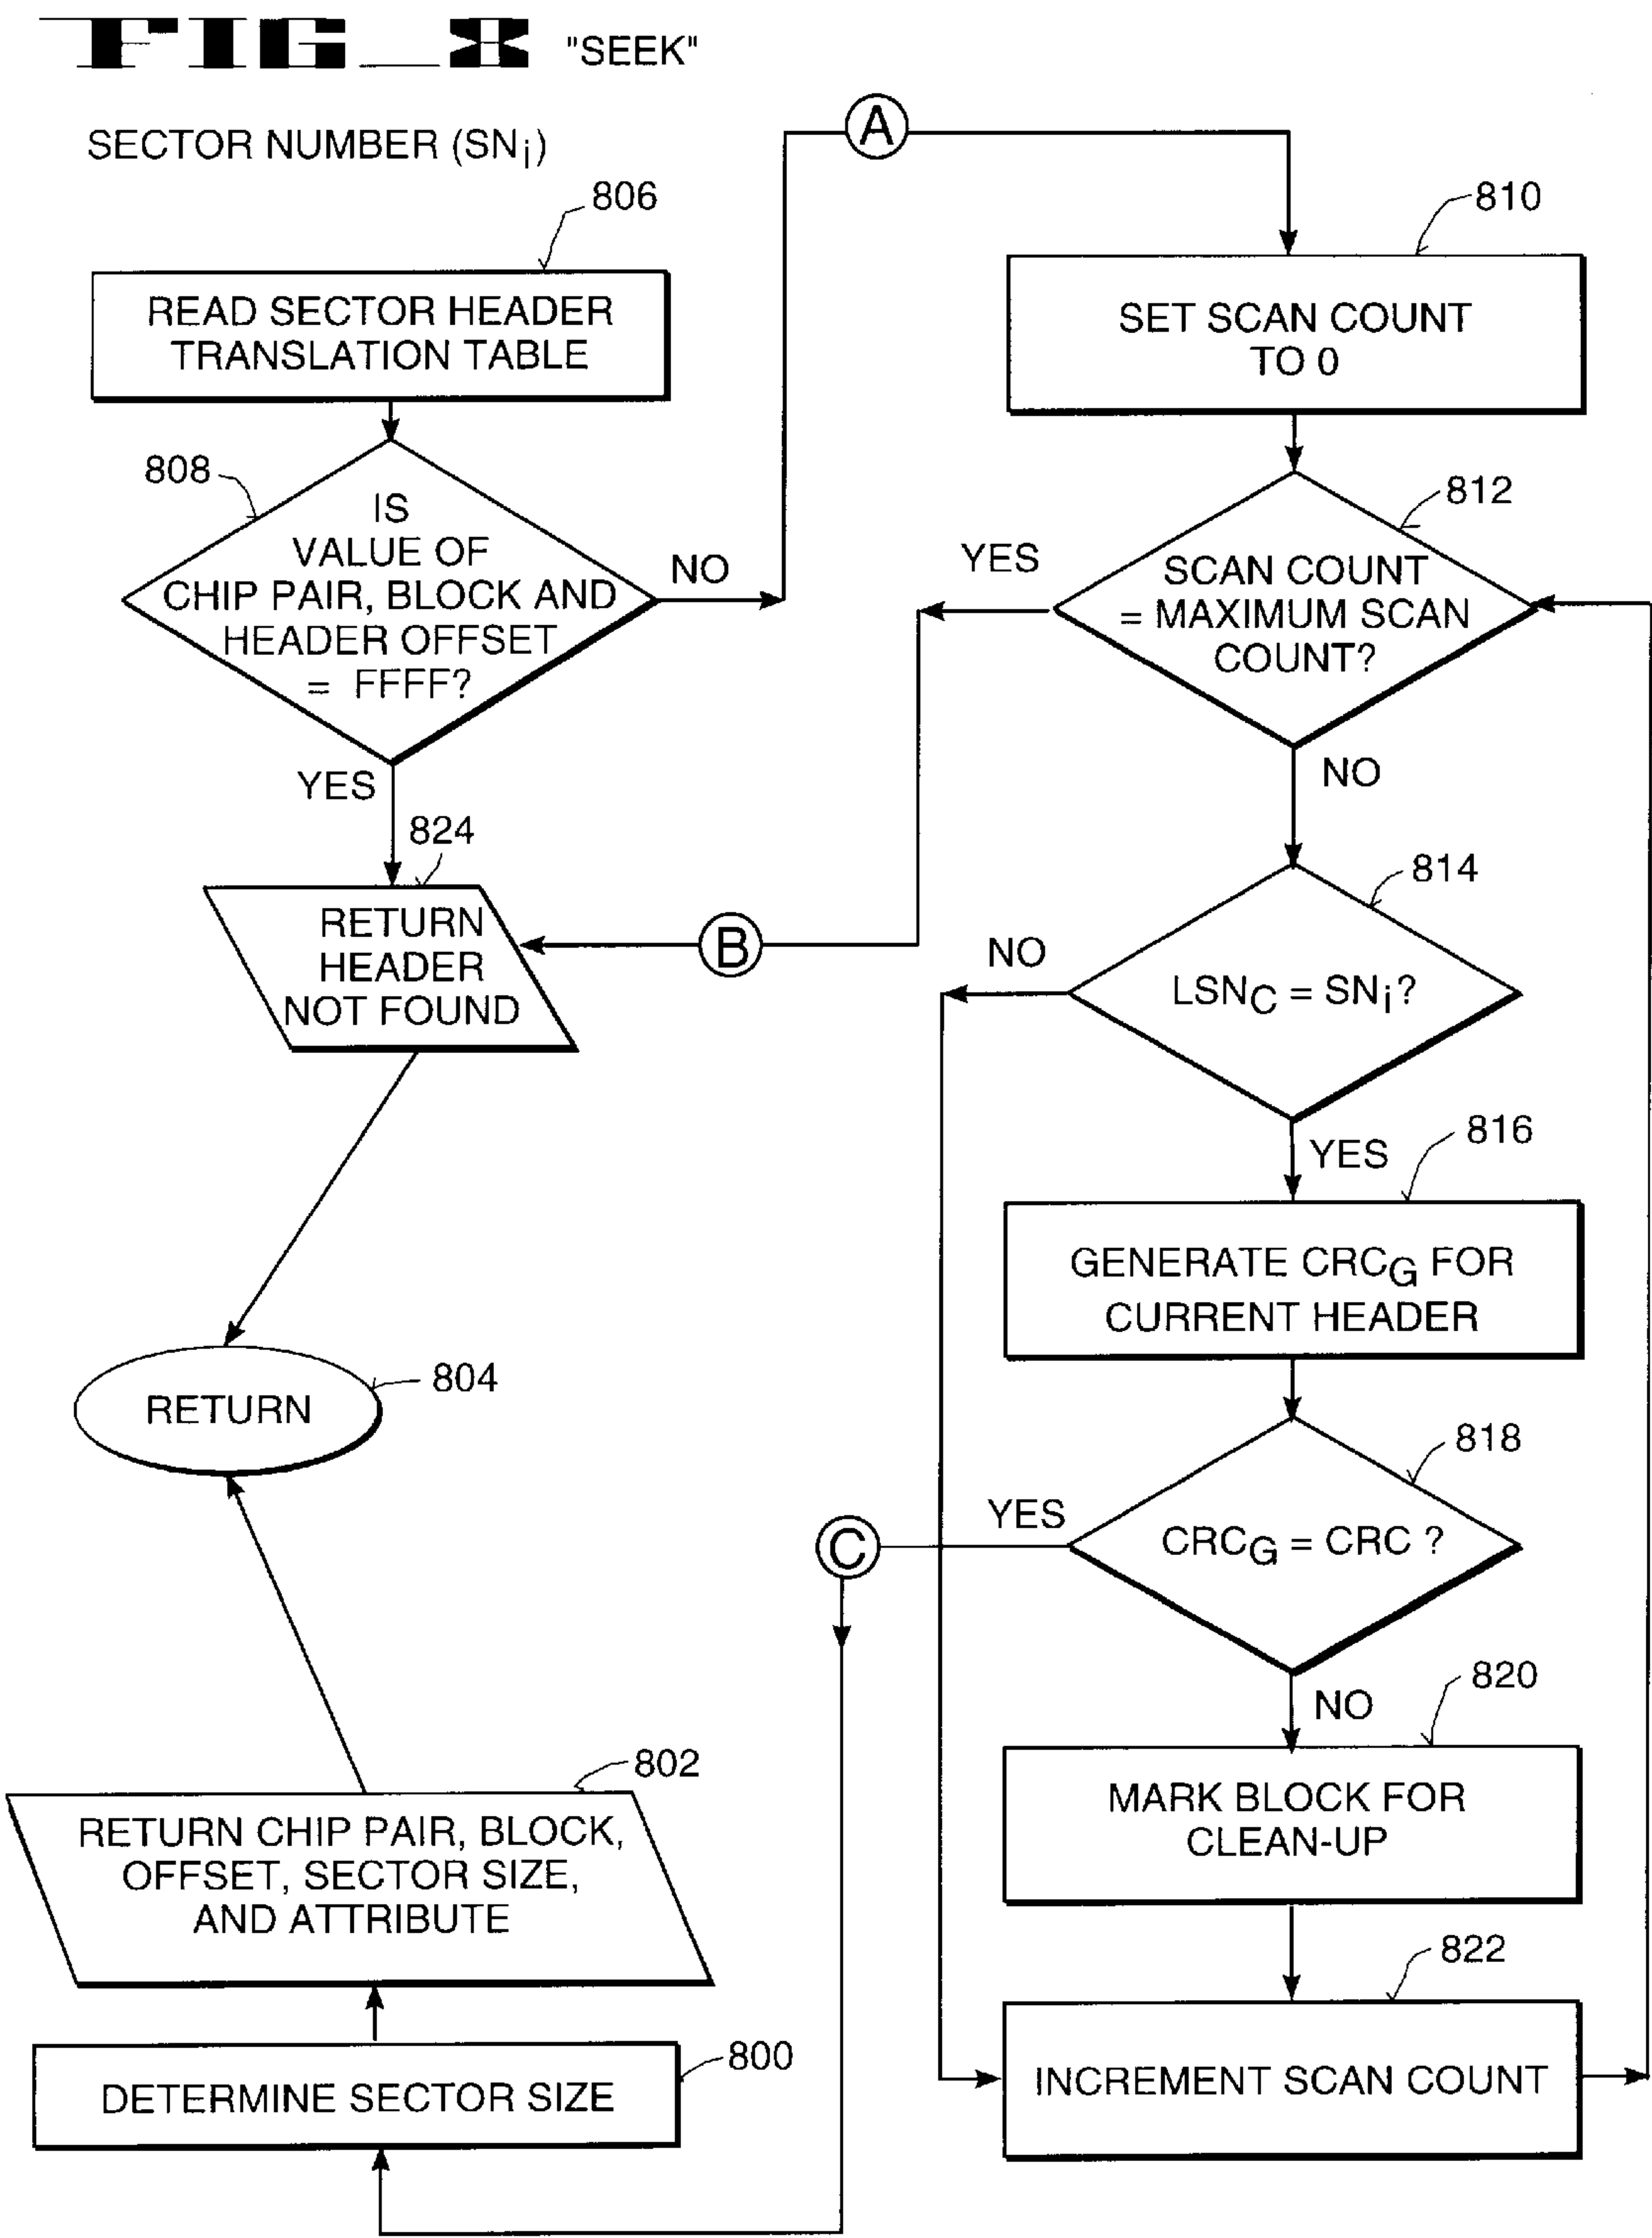 FIG_8 "SEEK"
SECTOR NUMBER (SNi)
806
READ SECTOR HEADER
TRANSLATION TABLE
808
IS
VALUE OF
CHIP PAIR, BLOCK AND
HEADER OFFSET
= FFFF?
NO
YES
824
RETURN
HEADER
NOT FOUND
804
RETURN
802
RETURN CHIP PAIR, BLOCK,
OFFSET, SECTOR SIZE,
AND ATTRIBUTE
800
DETERMINE SECTOR SIZE
A
B
C
810
SET SCAN COUNT
TO 0
812
YES
SCAN COUNT
= MAXIMUM SCAN
COUNT?
NO
814
NO
LSNC = SNi?
YES
816
GENERATE CRCG FOR
CURRENT HEADER
818
YES
CRCG = CRC ?
NO
820
MARK BLOCK FOR
CLEAN-UP
822
INCREMENT SCAN COUNT